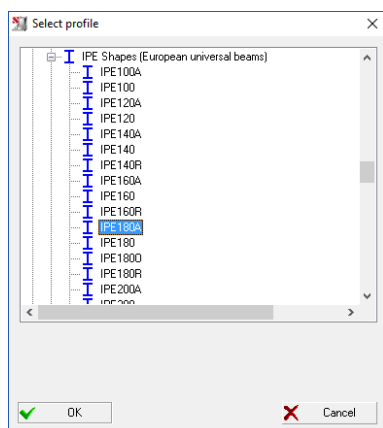 Select profile
IPE Shapes (European universal beams)
IPE100A
IPE100
IPE120A
IPE120
IPE140A
IPE140
IPE140R
IPE160A
IPE160
IPE160R
IPE180A
IPE180
IPE180O
IPE180R
IPE200A
IPE200
OK
Cancel